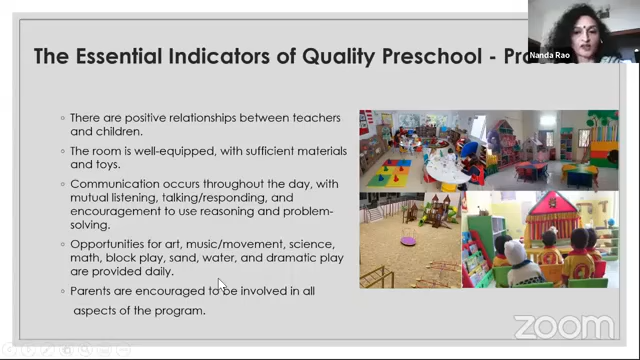 Nanda Rao
The Essential Indicators of Quality Preschool - Pro
There are positive relationships between teachers
and children.
The room is well-equipped, with sufficient materials
and toys.
Communication occurs throughout the day, with
mutual listening, talking/responding, and
encouragement to use reasoning and problem-
solving.
Opportunities for art, music/movement, science,
math, block play, sand, water, and dramatic play
are provided daily.
Parents are encouraged to be involved in all
aspects of the program.
zoom